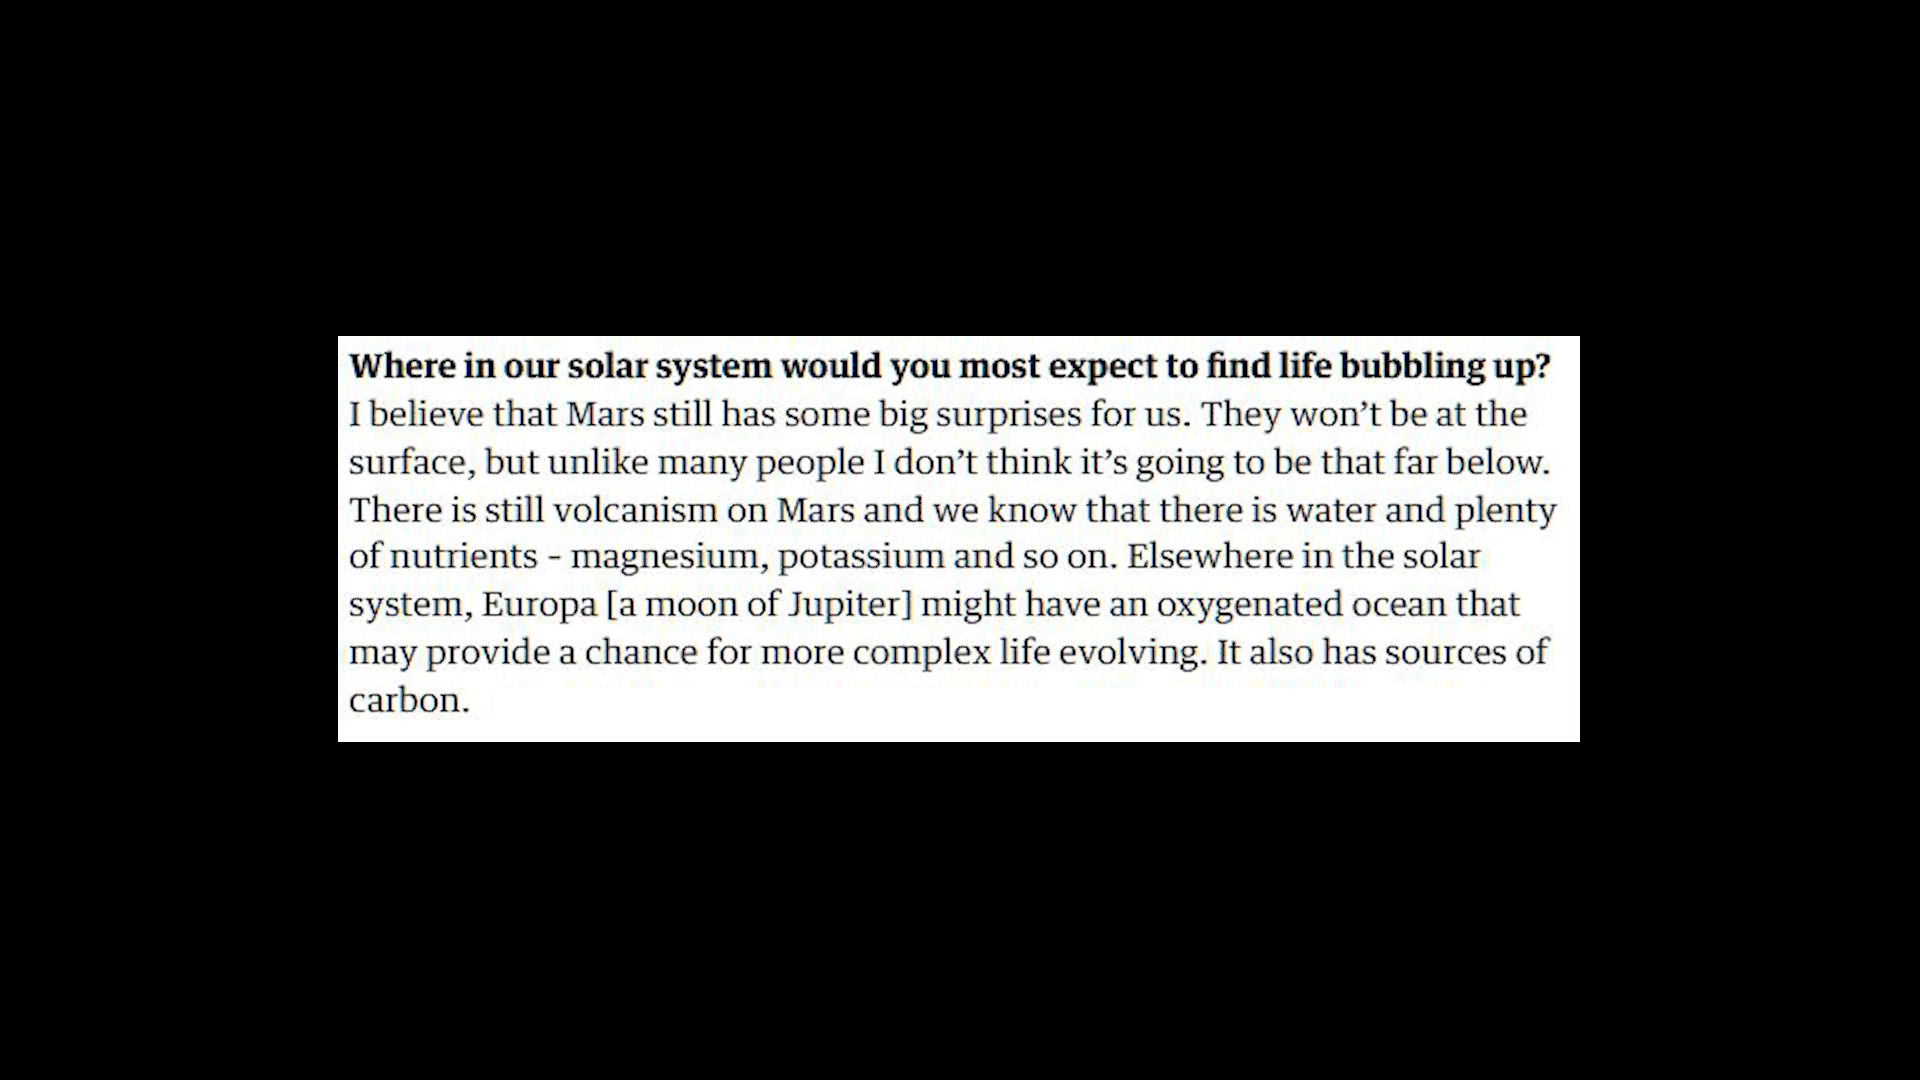 Where in our solar system would you most expect to find life bubbling up?
I believe that Mars still has some big surprises for us. They won’t be at the
surface, but unlike many people I don’t think it’s going to be that far below.
There is still volcanism on Mars and we know that there is water and plenty
of nutrients – magnesium, potassium and so on. Elsewhere in the solar
system, Europa [a moon of Jupiter] might have an oxygenated ocean that
may provide a chance for more complex life evolving. It also has sources of
carbon.